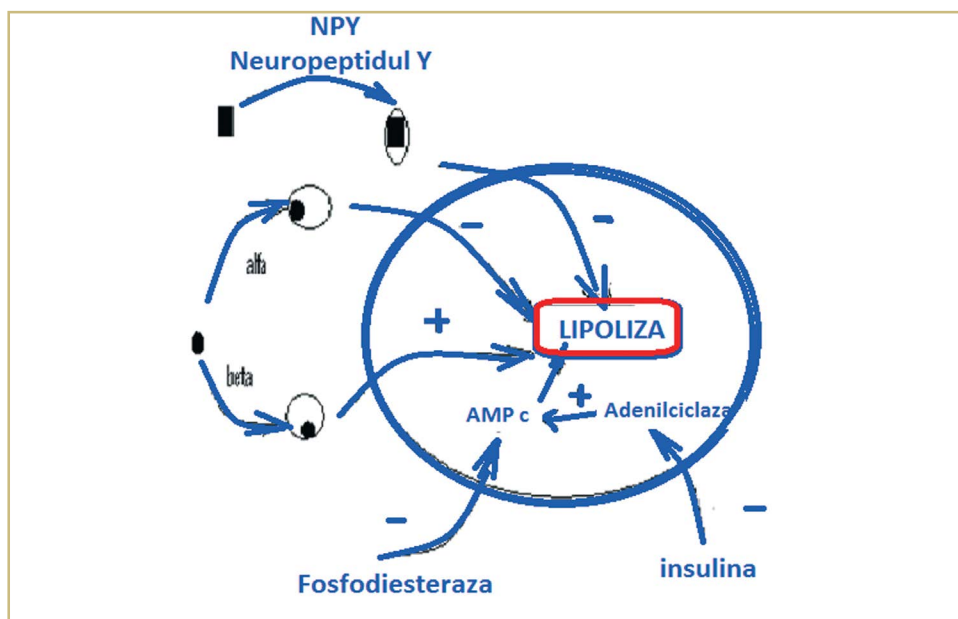 NPY
Neuropeptidul Y
alfa
beta
-
-
+
LIPOLIZA
+
AMP c
Adenilciclaza
-
-
Fosfodiesteraza
insulina